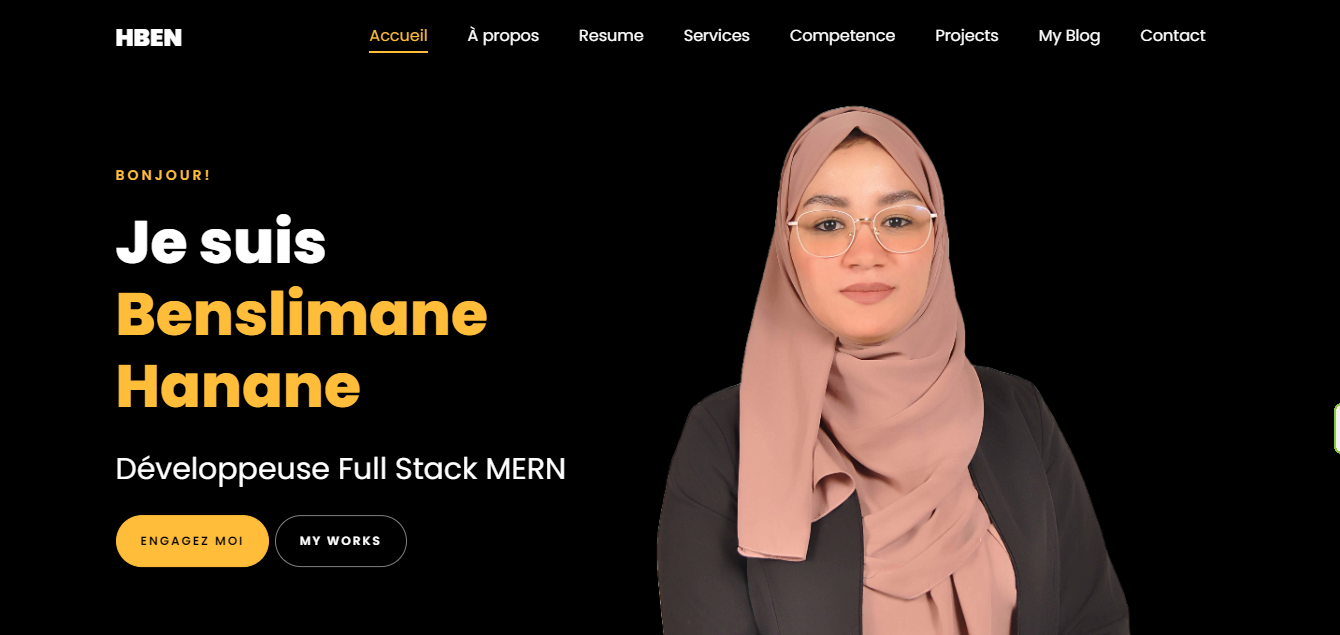 HBEN
Accueil À propos Resume Services Competence Projects My Blog Contact
BONJOUR!
Je suis
Benslimane
Hanane
Développeuse Full Stack MERN
ENGAGEZ MOI MY WORKS